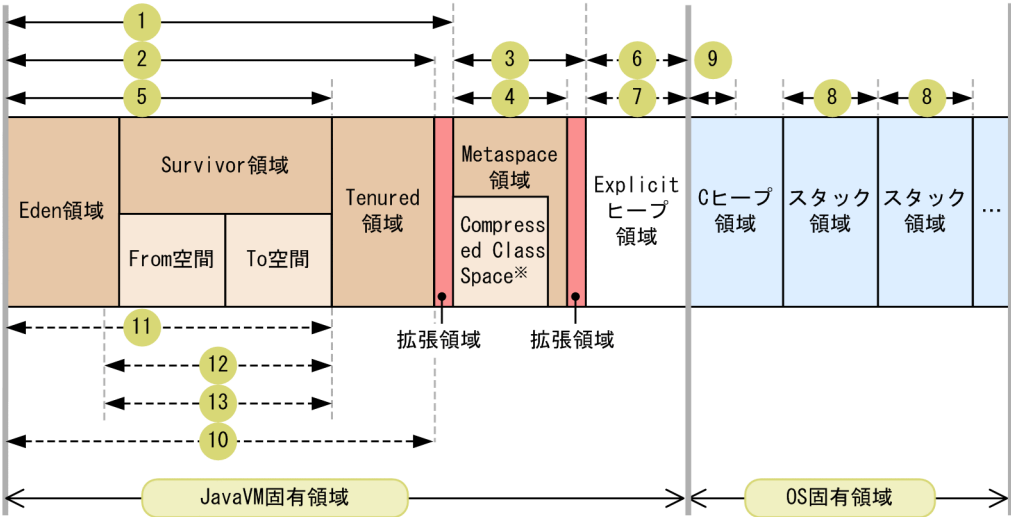 1
2
3
6
9
5
4
7
8
8
Eden領域
Survivor領域
From空間
To空間
Tenured
領域
Metaspace
領域
Compress
ed Class
Space※
Explicit
ヒープ
領域
Cヒープ
領域
スタック
領域
スタック
領域
…
拡張領域
拡張領域
11
12
13
10
JavaVM固有領域
OS固有領域